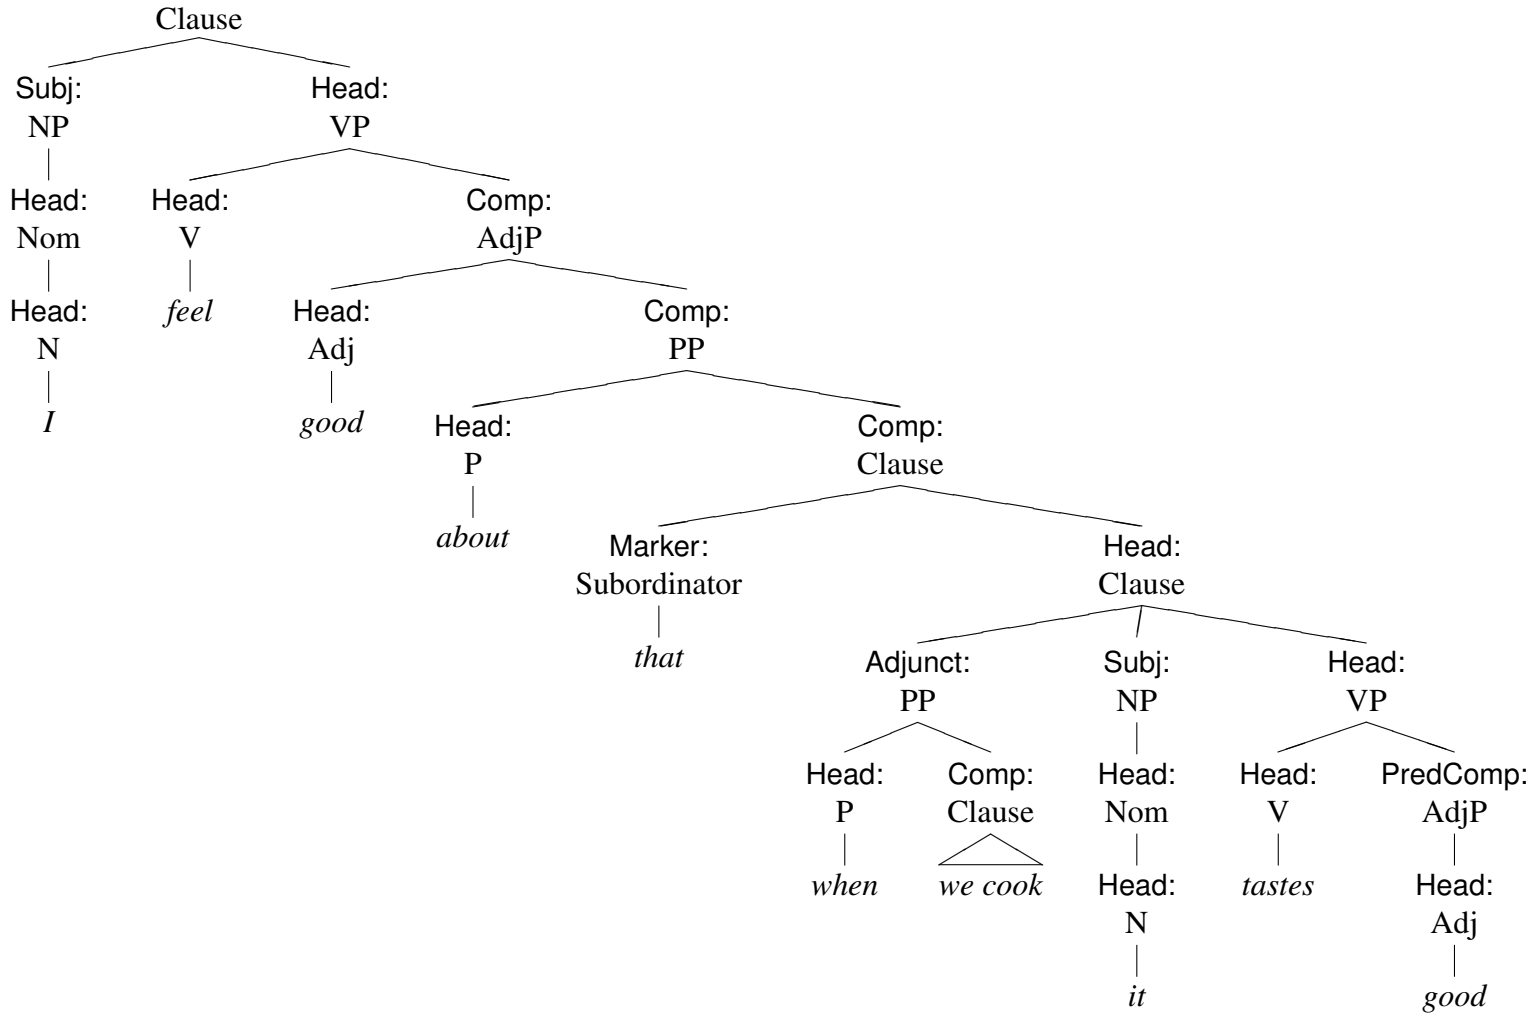 Clause
Subj: Head:
NP VP
Head: Head: Comp:
Nom V AdjP
Head: feel Head: Comp:
N Adj PP
I good Head: Comp:
P Clause
about Marker: Head:
Subordinator Clause
that Adjunct: Subj: Head:
PP NP VP
Head: Comp: Head: Head: PredComp:
P Clause Nom V AdjP
when we cook Head: tastes Head:
N Adj
it good